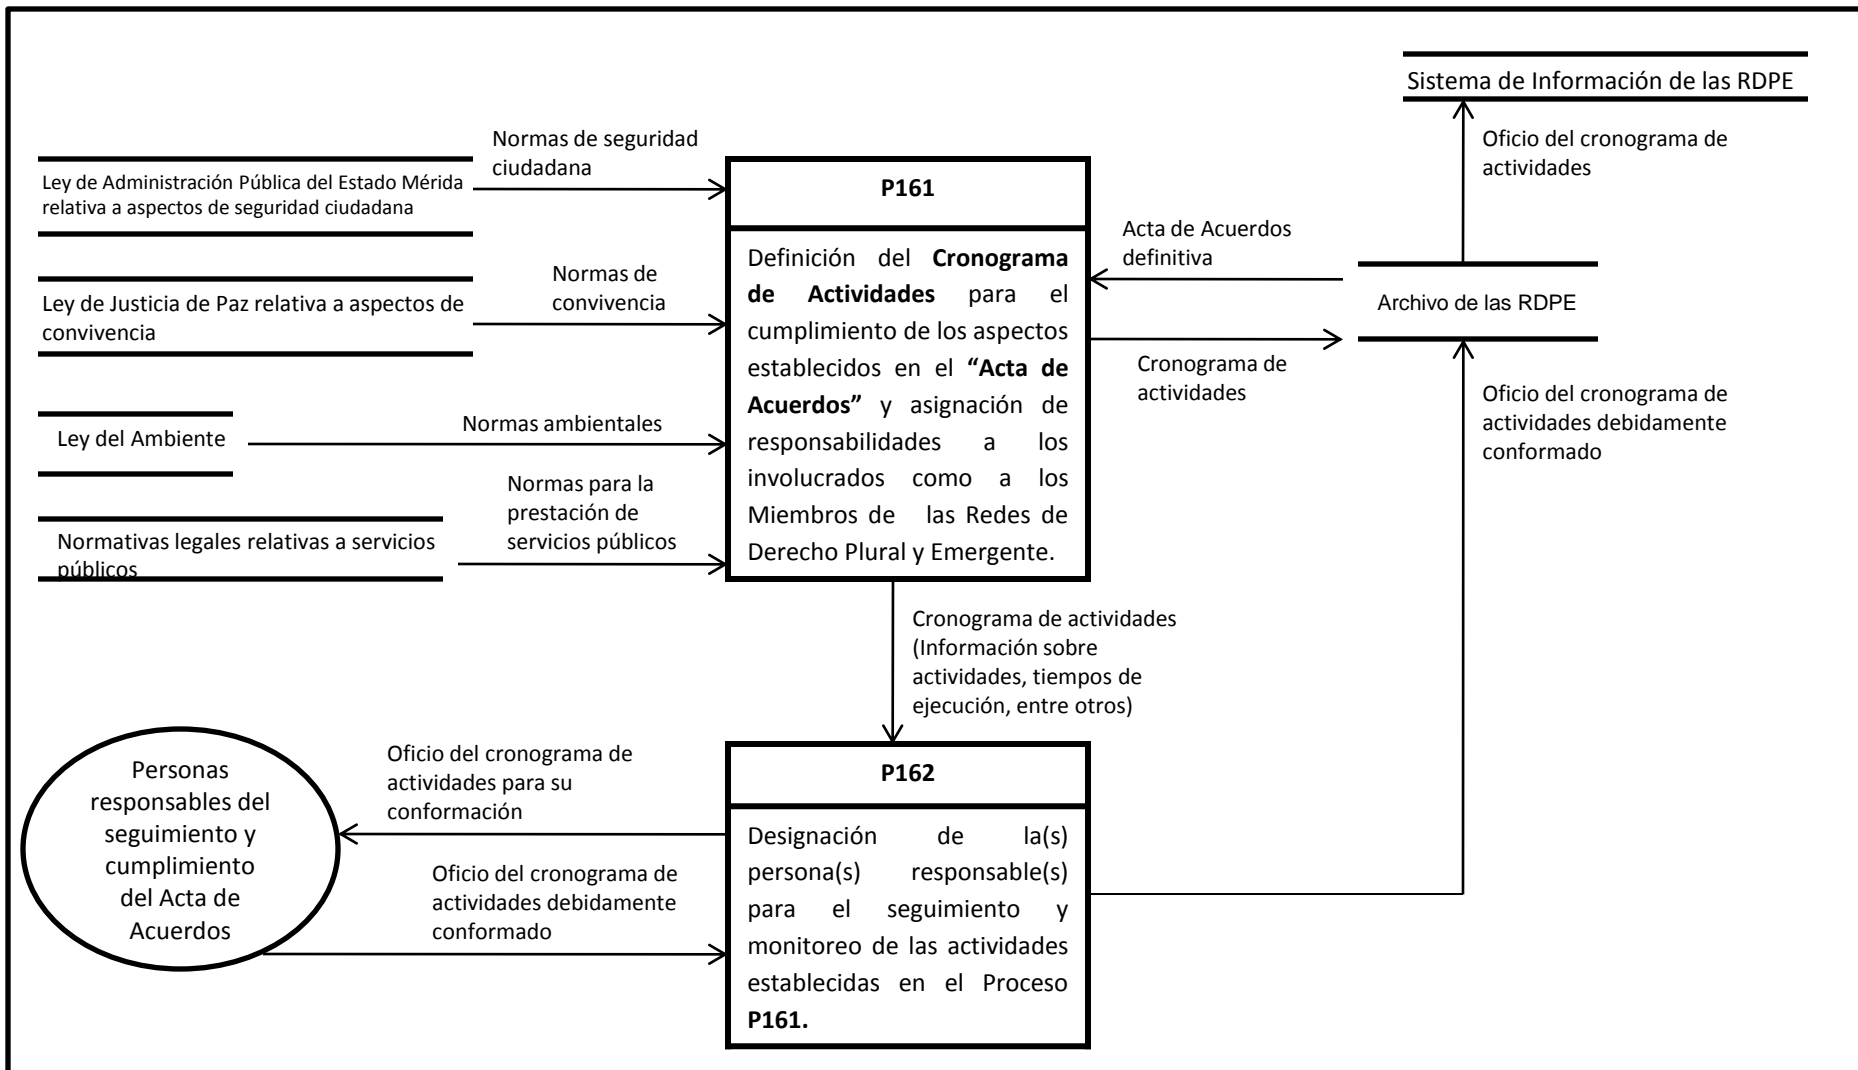 Sistema de Información de las RDPE
Oficio del cronograma de
actividades
Normas de seguridad
ciudadana
Ley de Administración Pública del Estado Mérida
relativa a aspectos de seguridad ciudadana
P161
Acta de Acuerdos
definitiva
Definición del Cronograma
de Actividades para el
cumplimiento de los aspectos
establecidos en el “Acta de
Acuerdos” y asignación de
responsabilidades a los
involucrados como a los
Miembros de las Redes de
Derecho Plural y Emergente.
Normas de
convivencia
Ley de Justicia de Paz relativa a aspectos de
convivencia
Archivo de las RDPE
Cronograma de
actividades
Oficio del cronograma de
actividades debidamente
conformado
Ley del Ambiente
Normas ambientales
Normas para la
prestación de
servicios públicos
Normativas legales relativas a servicios
públicos
Cronograma de actividades
(Información sobre
actividades, tiempos de
ejecución, entre otros)
Personas
responsables del
seguimiento y
cumplimiento
del Acta de
Acuerdos
Oficio del cronograma de
actividades para su
conformación
Oficio del cronograma de
actividades debidamente
conformado
P162
Designación de la(s)
persona(s) responsable(s)
para el seguimiento y
monitoreo de las actividades
establecidas en el Proceso
P161.